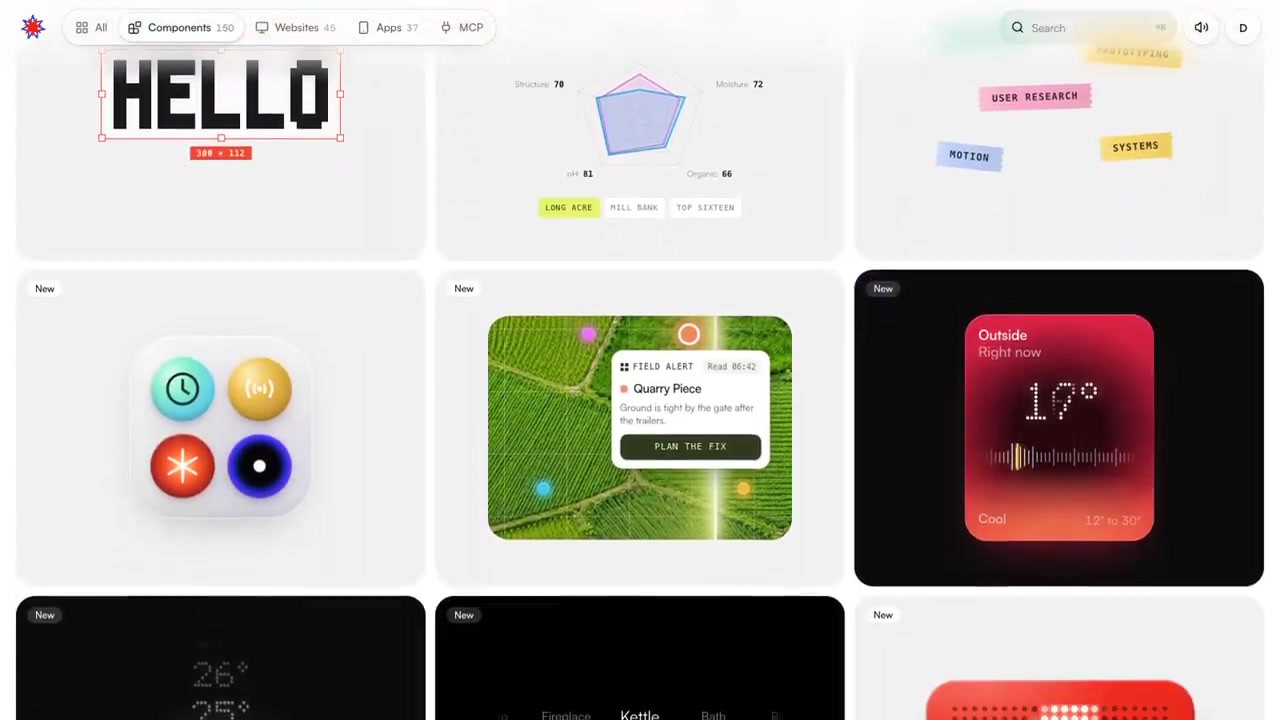 All
Components 150
Websites 45
Apps 37
MCP
Search ⌘K
D
HELLO
300 × 112
Structure 70
Moisture 72
pH 81
Organic 66
LONG ACRE
MILL BANK
TOP SIXTEEN
PROTOTYPING
USER RESEARCH
MOTION
SYSTEMS
New
New
FIELD ALERT
Read 06:42
Quarry Piece
Ground is tight by the gate after
the trailers.
PLAN THE FIX
New
Outside
Right now
Cool
12° to 30°
New
26°
25°
New
Fireplace
Kettle
Bath
New